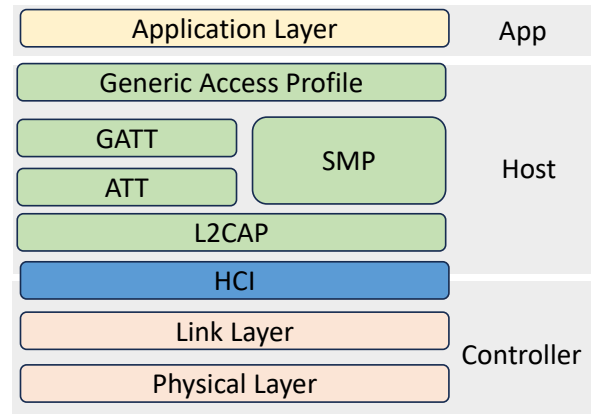 Application Layer
App
Generic Access Profile
GATT
SMP
Host
ATT
L2CAP
HCI
Link Layer
Controller
Physical Layer